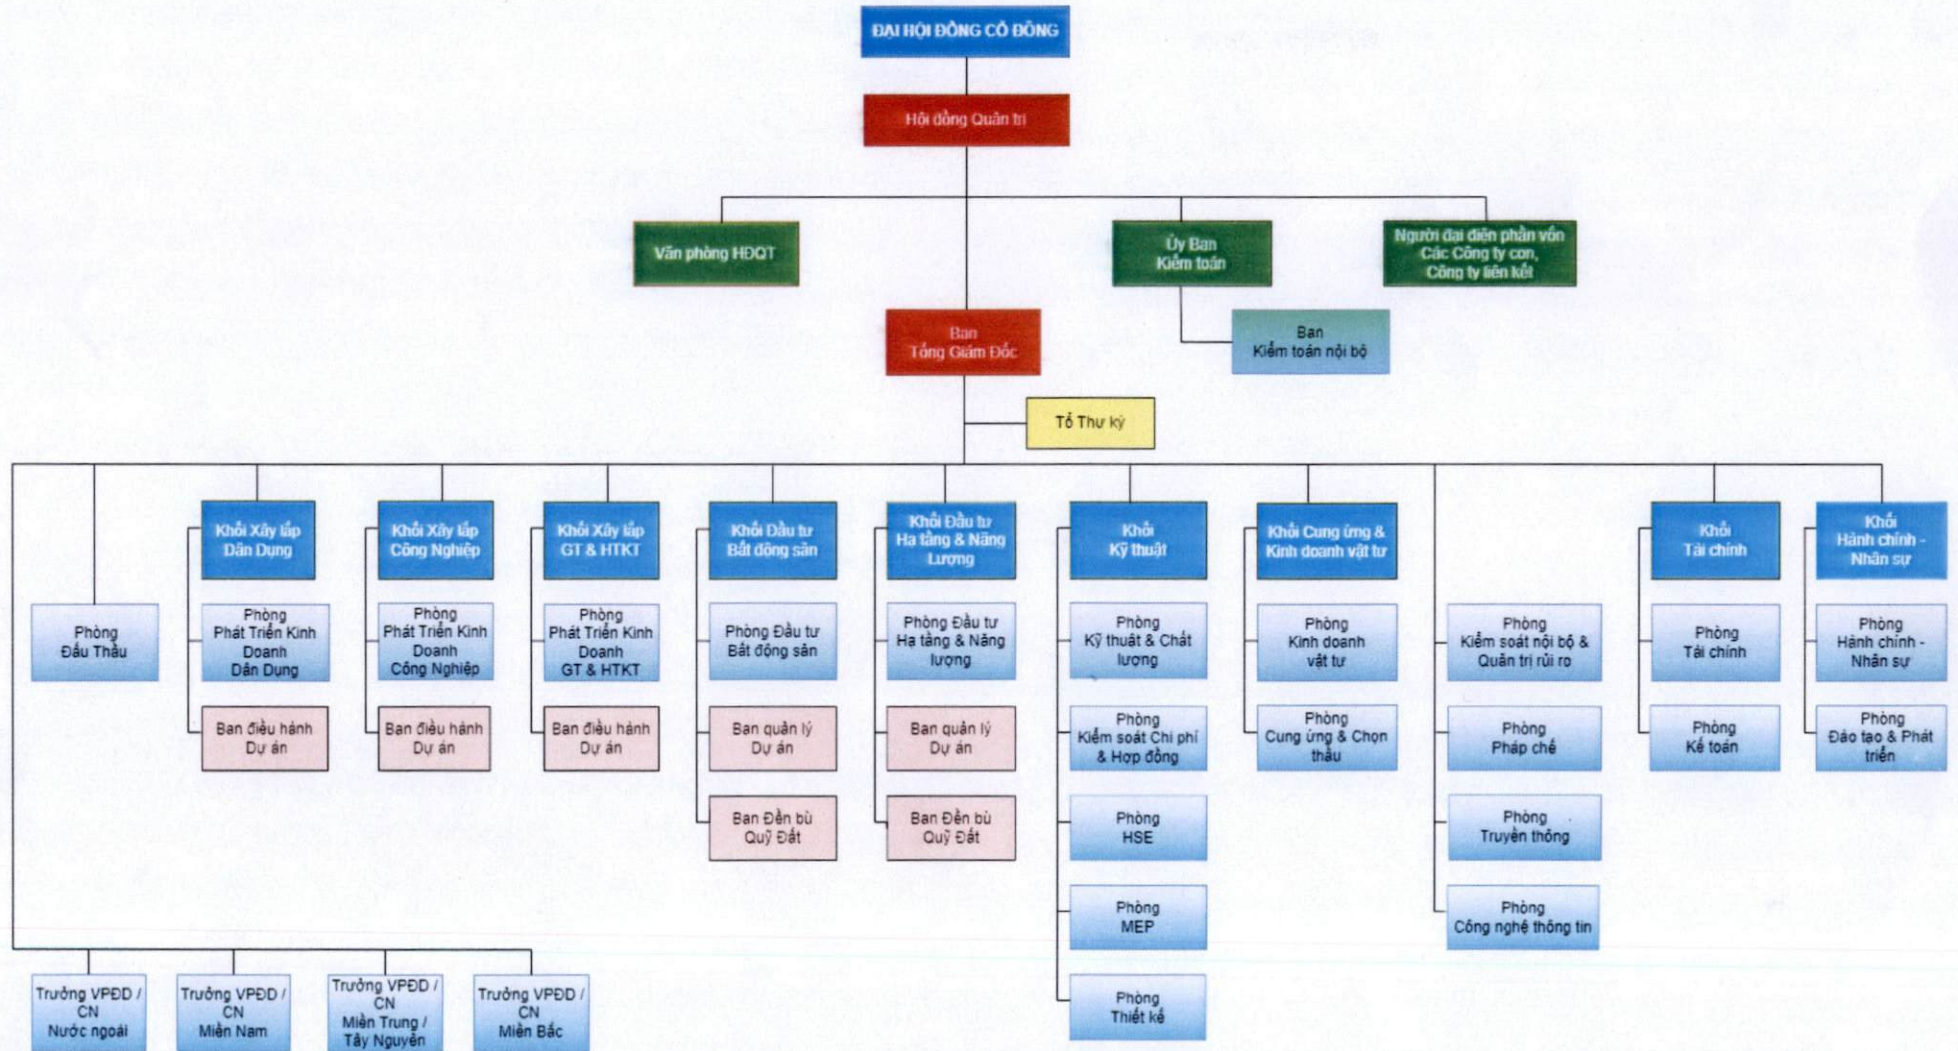 ĐẠI HỘI ĐỒNG CỔ ĐÔNG
Hội đồng Quản trị
Văn phòng HĐQT
Ủy Ban
Kiểm toán
Người đại diện phần vốn
Các Công ty con,
Công ty liên kết
Ban
Tổng Giám Đốc
Ban
Kiểm toán nội bộ
Tổ Thư ký
Khối Xây lắp
Dân Dụng
Khối Xây lắp
Công Nghiệp
Khối Xây lắp
GT & HTKT
Khối Đầu tư
Bất động sản
Khối Đầu tư
Hạ tầng & Năng
Lượng
Khối
Kỹ thuật
Khối Cung ứng &
Kinh doanh vật tư
Khối
Tài chính
Khối
Hành chính -
Nhân sự
Phòng
Đấu Thầu
Phòng
Phát Triển Kinh
Doanh
Dân Dụng
Phòng
Phát Triển Kinh
Doanh
Công Nghiệp
Phòng
Phát Triển Kinh
Doanh
GT & HTKT
Phòng Đầu tư
Bất động sản
Phòng Đầu tư
Hạ tầng & Năng
lượng
Phòng
Kỹ thuật & Chất
lượng
Phòng
Kinh doanh
vật tư
Phòng
Kiểm soát nội bộ &
Quản trị rủi ro
Phòng
Tài chính
Phòng
Hành chính -
Nhân sự
Ban điều hành
Dự án
Ban điều hành
Dự án
Ban điều hành
Dự án
Ban quản lý
Dự án
Ban quản lý
Dự án
Phòng
Kiểm soát Chi phí
& Hợp đồng
Phòng
Cung ứng & Chọn
thầu
Phòng
Pháp chế
Phòng
Kế toán
Phòng
Đào tạo & Phát
triển
Ban Đền bù
Quỹ Đất
Ban Đền bù
Quỹ Đất
Phòng
HSE
Phòng
Truyền thông
Phòng
MEP
Phòng
Công nghệ thông tin
Phòng
Thiết kế
Trưởng VPĐD /
CN
Nước ngoài
Trưởng VPĐD /
CN
Miền Nam
Trưởng VPĐD /
CN
Miền Trung /
Tây Nguyên
Trưởng VPĐD /
CN
Miền Bắc